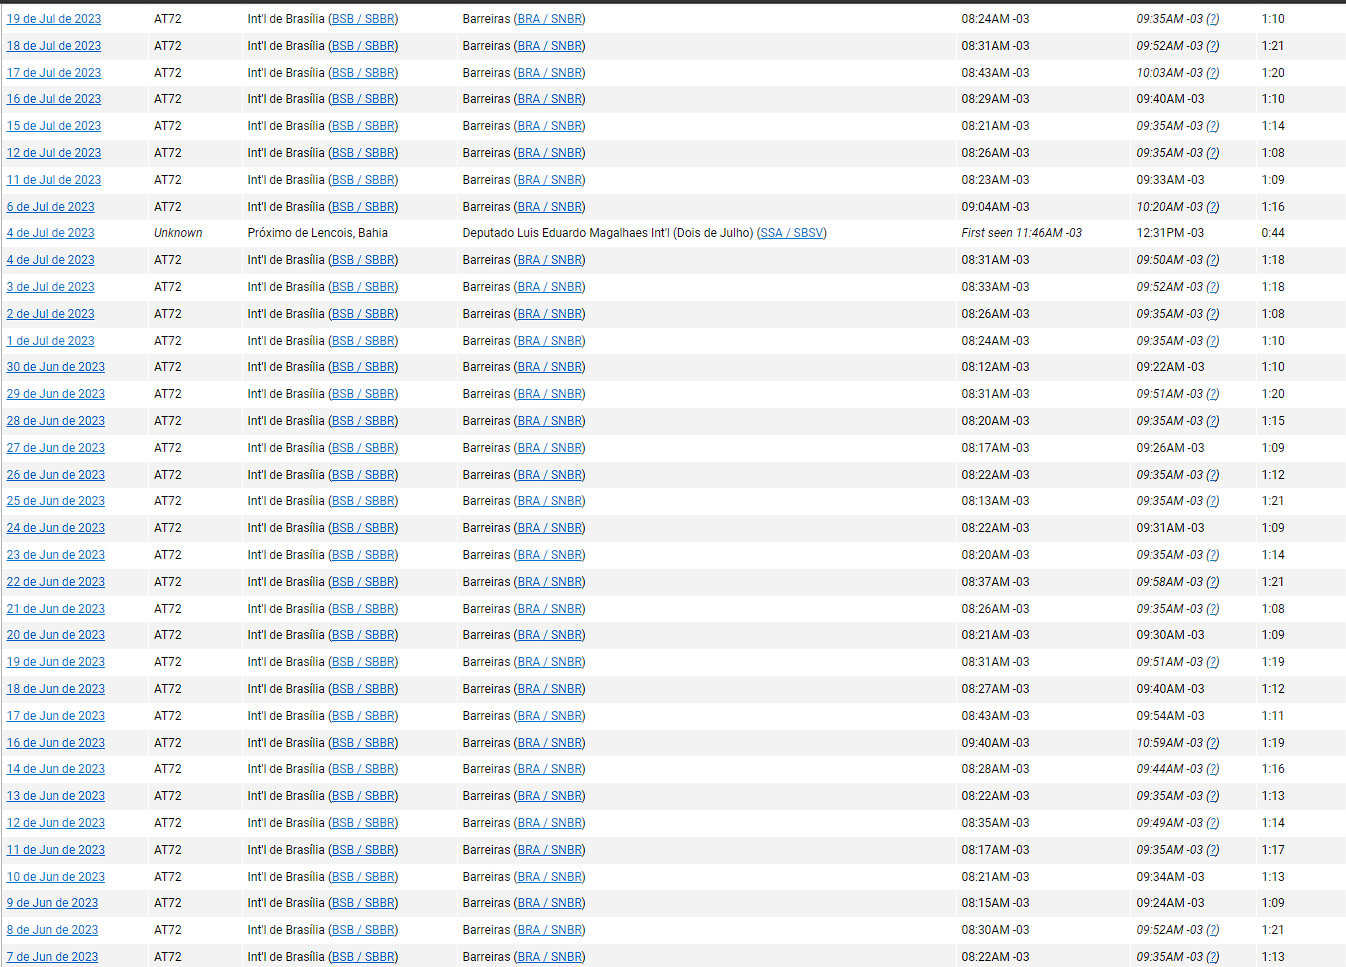 19 de Jul de 2023 AT72 Int'l de Brasília (BSB / SBBR) Barreiras (BRA / SNBR) 08:24AM -03 09:35AM -03 (?) 1:10
18 de Jul de 2023 AT72 Int'l de Brasília (BSB / SBBR) Barreiras (BRA / SNBR) 08:31AM -03 09:52AM -03 (?) 1:21
17 de Jul de 2023 AT72 Int'l de Brasília (BSB / SBBR) Barreiras (BRA / SNBR) 08:43AM -03 10:03AM -03 (?) 1:20
16 de Jul de 2023 AT72 Int'l de Brasília (BSB / SBBR) Barreiras (BRA / SNBR) 08:29AM -03 09:40AM -03 1:10
15 de Jul de 2023 AT72 Int'l de Brasília (BSB / SBBR) Barreiras (BRA / SNBR) 08:21AM -03 09:35AM -03 (?) 1:14
12 de Jul de 2023 AT72 Int'l de Brasília (BSB / SBBR) Barreiras (BRA / SNBR) 08:26AM -03 09:35AM -03 (?) 1:08
11 de Jul de 2023 AT72 Int'l de Brasília (BSB / SBBR) Barreiras (BRA / SNBR) 08:23AM -03 09:33AM -03 1:09
6 de Jul de 2023 AT72 Int'l de Brasília (BSB / SBBR) Barreiras (BRA / SNBR) 09:04AM -03 10:20AM -03 (?) 1:16
4 de Jul de 2023 Unknown Próximo de Lencois, Bahia Deputado Luis Eduardo Magalhaes Int'l (Dois de Julho) (SSA / SBSV) First seen 11:46AM -03 12:31PM -03 0:44
4 de Jul de 2023 AT72 Int'l de Brasília (BSB / SBBR) Barreiras (BRA / SNBR) 08:31AM -03 09:50AM -03 (?) 1:18
3 de Jul de 2023 AT72 Int'l de Brasília (BSB / SBBR) Barreiras (BRA / SNBR) 08:33AM -03 09:52AM -03 (?) 1:18
2 de Jul de 2023 AT72 Int'l de Brasília (BSB / SBBR) Barreiras (BRA / SNBR) 08:26AM -03 09:35AM -03 (?) 1:08
1 de Jul de 2023 AT72 Int'l de Brasília (BSB / SBBR) Barreiras (BRA / SNBR) 08:24AM -03 09:35AM -03 (?) 1:10
30 de Jun de 2023 AT72 Int'l de Brasília (BSB / SBBR) Barreiras (BRA / SNBR) 08:12AM -03 09:22AM -03 1:10
29 de Jun de 2023 AT72 Int'l de Brasília (BSB / SBBR) Barreiras (BRA / SNBR) 08:31AM -03 09:51AM -03 (?) 1:20
28 de Jun de 2023 AT72 Int'l de Brasília (BSB / SBBR) Barreiras (BRA / SNBR) 08:20AM -03 09:35AM -03 (?) 1:15
27 de Jun de 2023 AT72 Int'l de Brasília (BSB / SBBR) Barreiras (BRA / SNBR) 08:17AM -03 09:26AM -03 1:09
26 de Jun de 2023 AT72 Int'l de Brasília (BSB / SBBR) Barreiras (BRA / SNBR) 08:22AM -03 09:35AM -03 (?) 1:12
25 de Jun de 2023 AT72 Int'l de Brasília (BSB / SBBR) Barreiras (BRA / SNBR) 08:13AM -03 09:35AM -03 (?) 1:21
24 de Jun de 2023 AT72 Int'l de Brasília (BSB / SBBR) Barreiras (BRA / SNBR) 08:22AM -03 09:31AM -03 1:09
23 de Jun de 2023 AT72 Int'l de Brasília (BSB / SBBR) Barreiras (BRA / SNBR) 08:20AM -03 09:35AM -03 (?) 1:14
22 de Jun de 2023 AT72 Int'l de Brasília (BSB / SBBR) Barreiras (BRA / SNBR) 08:37AM -03 09:58AM -03 (?) 1:21
21 de Jun de 2023 AT72 Int'l de Brasília (BSB / SBBR) Barreiras (BRA / SNBR) 08:26AM -03 09:35AM -03 (?) 1:08
20 de Jun de 2023 AT72 Int'l de Brasília (BSB / SBBR) Barreiras (BRA / SNBR) 08:21AM -03 09:30AM -03 1:09
19 de Jun de 2023 AT72 Int'l de Brasília (BSB / SBBR) Barreiras (BRA / SNBR) 08:31AM -03 09:51AM -03 (?) 1:19
18 de Jun de 2023 AT72 Int'l de Brasília (BSB / SBBR) Barreiras (BRA / SNBR) 08:27AM -03 09:40AM -03 1:12
17 de Jun de 2023 AT72 Int'l de Brasília (BSB / SBBR) Barreiras (BRA / SNBR) 08:43AM -03 09:54AM -03 1:11
16 de Jun de 2023 AT72 Int'l de Brasília (BSB / SBBR) Barreiras (BRA / SNBR) 09:40AM -03 10:59AM -03 (?) 1:19
14 de Jun de 2023 AT72 Int'l de Brasília (BSB / SBBR) Barreiras (BRA / SNBR) 08:28AM -03 09:44AM -03 (?) 1:16
13 de Jun de 2023 AT72 Int'l de Brasília (BSB / SBBR) Barreiras (BRA / SNBR) 08:22AM -03 09:35AM -03 (?) 1:13
12 de Jun de 2023 AT72 Int'l de Brasília (BSB / SBBR) Barreiras (BRA / SNBR) 08:35AM -03 09:49AM -03 (?) 1:14
11 de Jun de 2023 AT72 Int'l de Brasília (BSB / SBBR) Barreiras (BRA / SNBR) 08:17AM -03 09:35AM -03 (?) 1:17
10 de Jun de 2023 AT72 Int'l de Brasília (BSB / SBBR) Barreiras (BRA / SNBR) 08:21AM -03 09:34AM -03 1:13
9 de Jun de 2023 AT72 Int'l de Brasília (BSB / SBBR) Barreiras (BRA / SNBR) 08:15AM -03 09:24AM -03 1:09
8 de Jun de 2023 AT72 Int'l de Brasília (BSB / SBBR) Barreiras (BRA / SNBR) 08:30AM -03 09:52AM -03 (?) 1:21
7 de Jun de 2023 AT72 Int'l de Brasília (BSB / SBBR) Barreiras (BRA / SNBR) 08:22AM -03 09:35AM -03 (?) 1:13